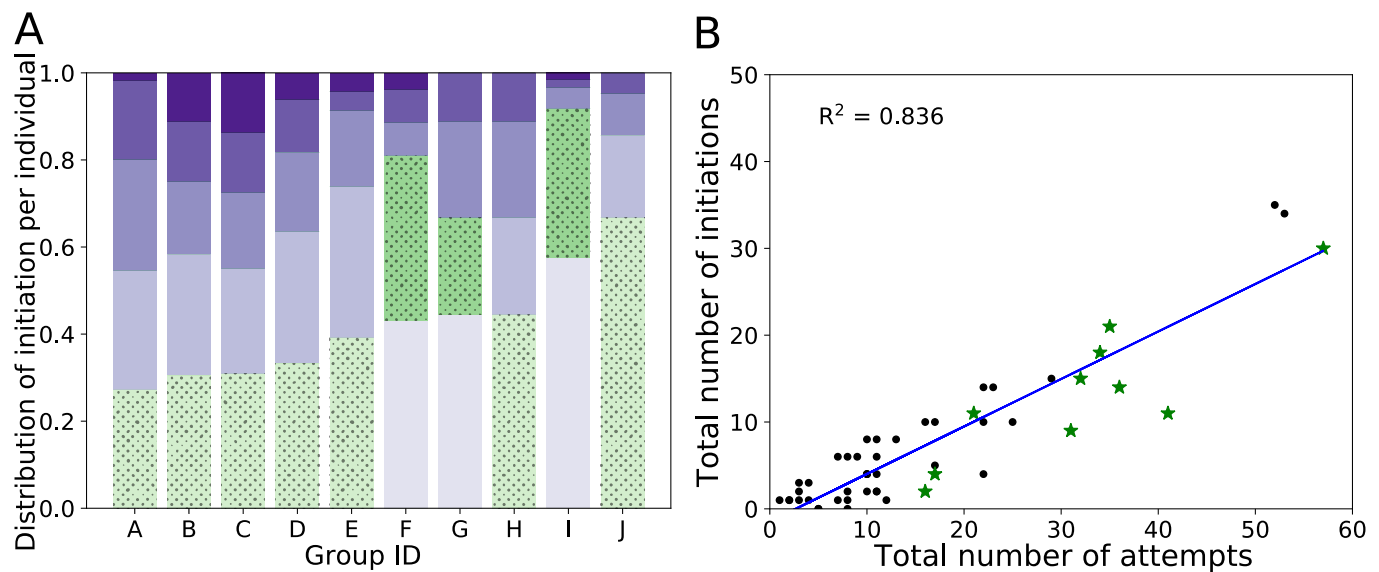 A
Distribution of initiation per individual
1.0
0.8
0.6
0.4
0.2
0.0
A B C D E F G H I J
Group ID
B
Total number of initiations
50
40
30
20
10
0
R² = 0.836
0 10 20 30 40 50 60
Total number of attempts